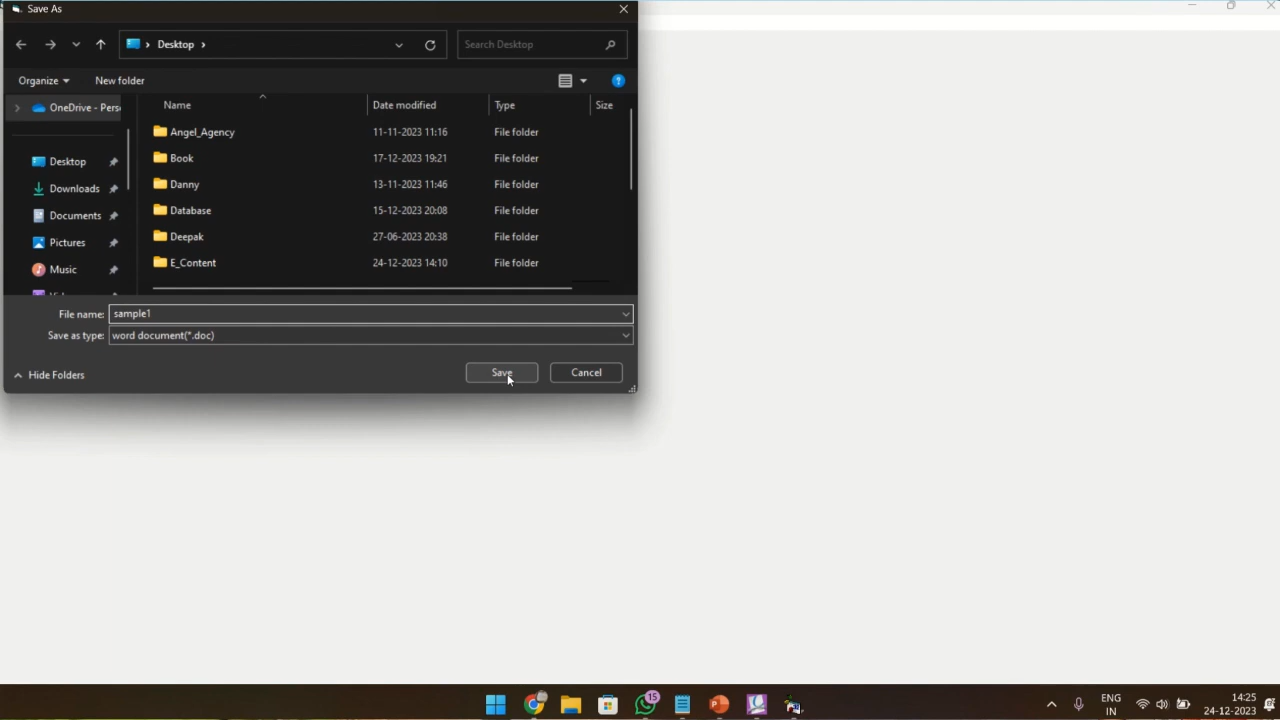 Save As
Desktop
Search Desktop
Organize
New folder
OneDrive - Pers
Name
Date modified
Type
Size
Angel_Agency 11-11-2023 11:16 File folder
Book 17-12-2023 19:21 File folder
Danny 13-11-2023 11:46 File folder
Database 15-12-2023 20:08 File folder
Deepak 27-06-2023 20:38 File folder
E_Content 24-12-2023 14:10 File folder
Desktop
Downloads
Documents
Pictures
Music
File name: sample1
Save as type: word document(*.doc)
Hide Folders
Save
Cancel
15
ENG
IN
14:25
24-12-2023